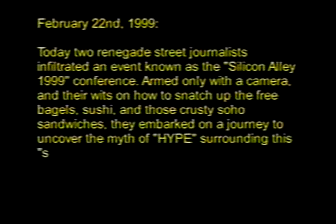 February 22nd, 1999:
Today two renegade street journalists
infiltrated an event known as the "Silicon Alley
1999" conference. Armed only with a camera,
and their wits on how to snatch up the free
bagels, sushi, and those crusty soho
sandwiches, they embarked on a journey to
uncover the myth of "HYPE" surrounding this
"s